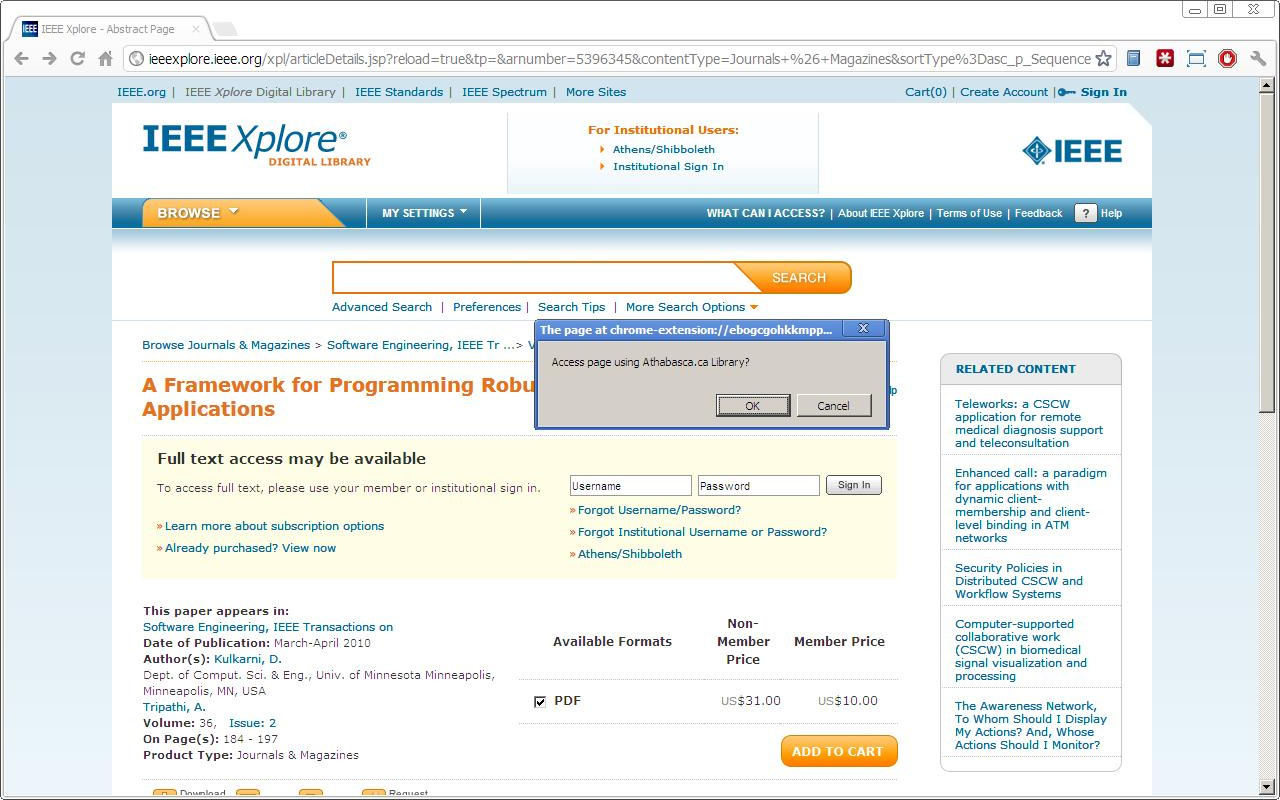 IEEE Xplore - Abstract Page
ieeexplore.ieee.org/xpl/articleDetails.jsp?reload=true&tp=&arnumber=5396345&contentType=Journals+%26+Magazines&sortType%3Dasc_p_Sequence
IEEE.org | IEEE Xplore Digital Library | IEEE Standards | IEEE Spectrum | More Sites
Cart(0) | Create Account | Sign In
IEEE Xplore®
DIGITAL LIBRARY
For Institutional Users:
Athens/Shibboleth
Institutional Sign In
IEEE
BROWSE
MY SETTINGS
WHAT CAN I ACCESS? | About IEEE Xplore | Terms of Use | Feedback ? Help
SEARCH
Advanced Search | Preferences | Search Tips | More Search Options
The page at chrome-extension://ebogcgohkkmpp...
Access page using Athabasca.ca Library?
OK Cancel
Browse Journals & Magazines > Software Engineering, IEEE Tr ...> V
A Framework for Programming Robu
Applications
Full text access may be available
To access full text, please use your member or institutional sign in.
» Learn more about subscription options
» Already purchased? View now
Username Password Sign In
» Forgot Username/Password?
» Forgot Institutional Username or Password?
» Athens/Shibboleth
This paper appears in:
Software Engineering, IEEE Transactions on
Date of Publication: March-April 2010
Author(s): Kulkarni, D.
Dept. of Comput. Sci. & Eng., Univ. of Minnesota Minneapolis,
Minneapolis, MN, USA
Tripathi, A.
Volume: 36, Issue: 2
On Page(s): 184 - 197
Product Type: Journals & Magazines
Available Formats
Non-
Member
Price
Member Price
PDF US$31.00 US$10.00
ADD TO CART
Download
Request
RELATED CONTENT
Teleworks: a CSCW
application for remote
medical diagnosis support
and teleconsultation
Enhanced call: a paradigm
for applications with
dynamic client-
membership and client-
level binding in ATM
networks
Security Policies in
Distributed CSCW and
Workflow Systems
Computer-supported
collaborative work
(CSCW) in biomedical
signal visualization and
processing
The Awareness Network,
To Whom Should I Display
My Actions? And, Whose
Actions Should I Monitor?